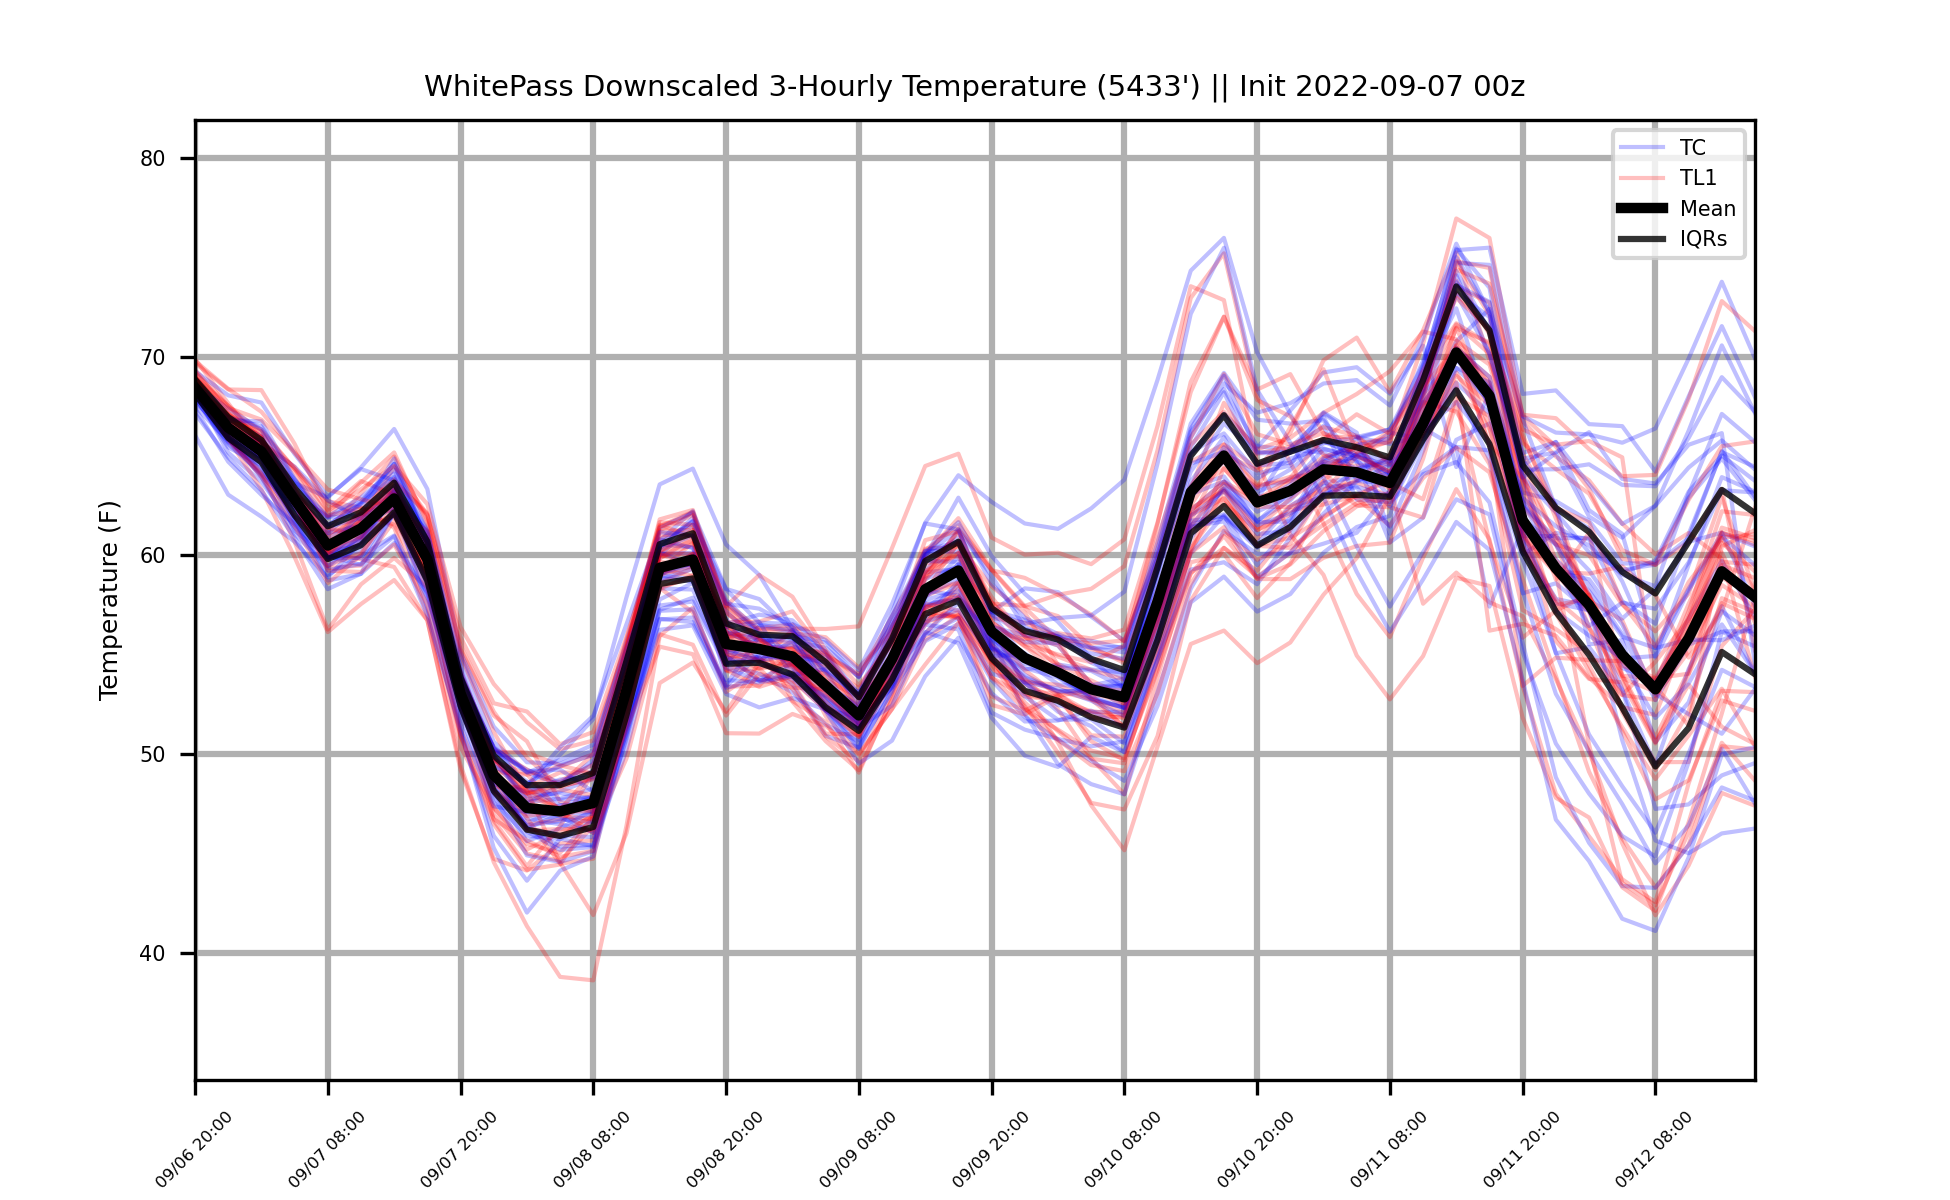 WhitePass Downscaled 3-Hourly Temperature (5433') || Init 2022-09-07 00z
TC
TL1
Mean
IQRs
Temperature (F)
80
70
60
50
40
09/06 20:00
09/07 08:00
09/07 20:00
09/08 08:00
09/08 20:00
09/09 08:00
09/09 20:00
09/10 08:00
09/10 20:00
09/11 08:00
09/11 20:00
09/12 08:00